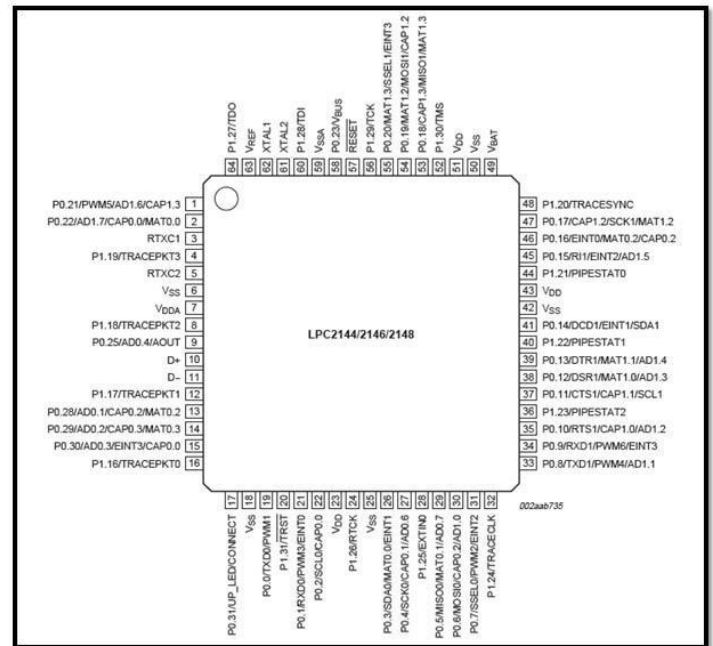 64 P1.27/TDO
63 VREF
62 XTAL1
61 XTAL2
60 P1.28/TDI
59 VSSA
58 P0.23/VBUS
57 RESET
56 P1.29/TCK
55 P0.20/MAT1.3/SSEL1/EINT3
54 P0.19/MAT1.2/MOSI1/CAP1.2
53 P0.18/CAP1.3/MISO1/MAT1.3
52 P1.30/TMS
51 VDD
50 VSS
49 VBAT
P0.21/PWM5/AD1.6/CAP1.3 1
P0.22/AD1.7/CAP0.0/MAT0.0 2
RTXC1 3
P1.19/TRACEPKT3 4
RTXC2 5
VSS 6
VDDA 7
P1.18/TRACEPKT2 8
P0.25/AD0.4/AOUT 9
D+ 10
D− 11
P1.17/TRACEPKT1 12
P0.28/AD0.1/CAP0.2/MAT0.2 13
P0.29/AD0.2/CAP0.3/MAT0.3 14
P0.30/AD0.3/EINT3/CAP0.0 15
P1.16/TRACEPKT0 16
LPC2144/2146/2148
48 P1.20/TRACESYNC
47 P0.17/CAP1.2/SCK1/MAT1.2
46 P0.16/EINT0/MAT0.2/CAP0.2
45 P0.15/RI1/EINT2/AD1.5
44 P1.21/PIPESTAT0
43 VDD
42 VSS
41 P0.14/DCD1/EINT1/SDA1
40 P1.22/PIPESTAT1
39 P0.13/DTR1/MAT1.1/AD1.4
38 P0.12/DSR1/MAT1.0/AD1.3
37 P0.11/CTS1/CAP1.1/SCL1
36 P1.23/PIPESTAT2
35 P0.10/RTS1/CAP1.0/AD1.2
34 P0.9/RXD1/PWM6/EINT3
33 P0.8/TXD1/PWM4/AD1.1
P0.31/UP_LED/CONNECT 17
VSS 18
P0.0/TXD0/PWM1 19
P1.31/TRST 20
P0.1/RXD0/PWM3/EINT0 21
P0.2/SCL0/CAP0.0 22
VDD 23
P1.26/RTCK 24
VSS 25
P0.3/SDA0/MAT0.0/EINT1 26
P0.4/SCK0/CAP0.1/AD0.6 27
P1.25/EXTIN0 28
P0.5/MISO0/MAT0.1/AD0.7 29
P0.6/MOSI0/CAP0.2/AD1.0 30
P0.7/SSEL0/PWM2/EINT2 31
P1.24/TRACECLK 32
002aab735